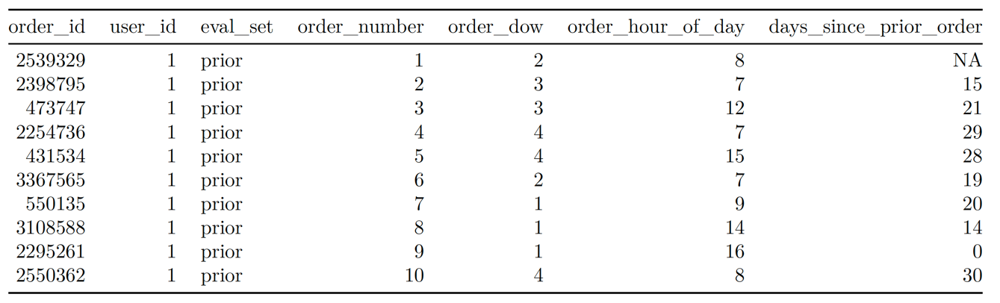 order_id user_id eval_set order_number order_dow order_hour_of_day days_since_prior_order
2539329 1 prior 1 2 8 NA
2398795 1 prior 2 3 7 15
473747 1 prior 3 3 12 21
2254736 1 prior 4 4 7 29
431534 1 prior 5 4 15 28
3367565 1 prior 6 2 7 19
550135 1 prior 7 1 9 20
3108588 1 prior 8 1 14 14
2295261 1 prior 9 1 16 0
2550362 1 prior 10 4 8 30